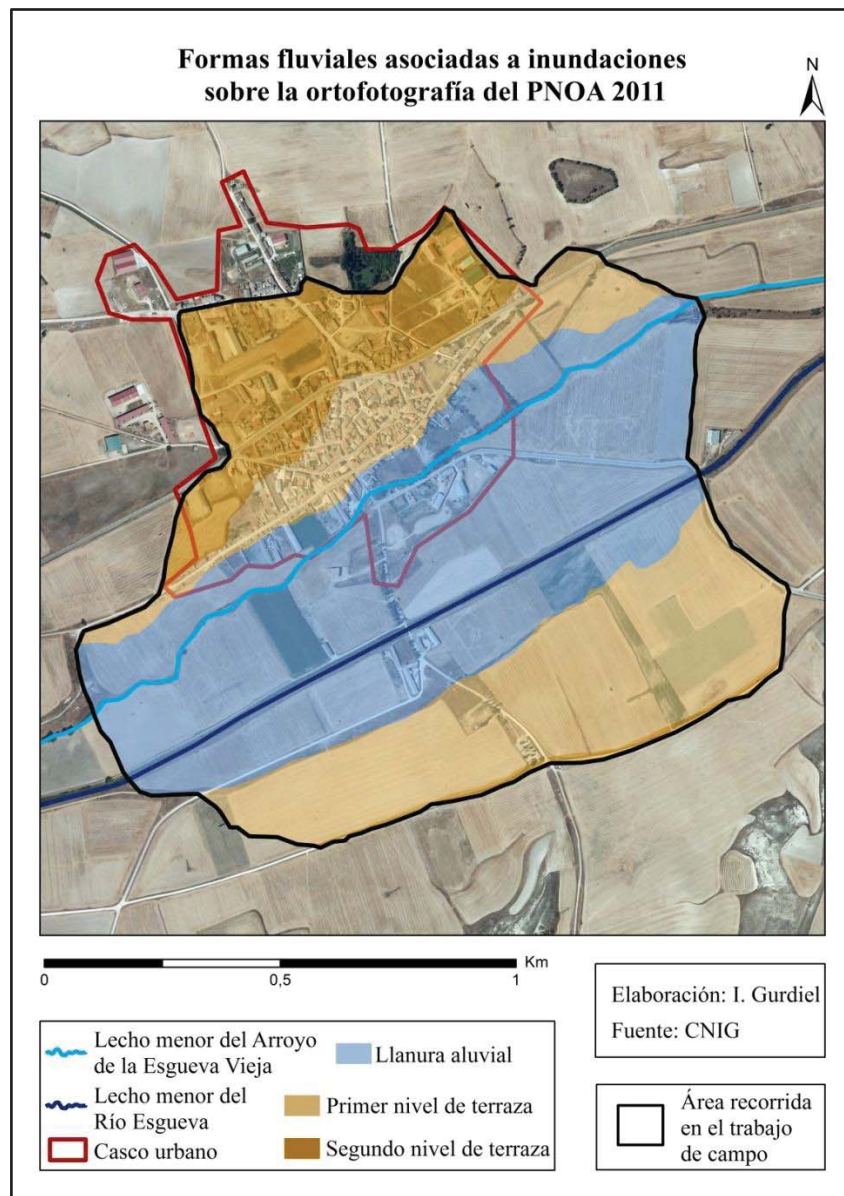 Formas fluviales asociadas a inundaciones
sobre la ortofotografía del PNOA 2011
N
Km
0
0,5
1
Elaboración: I. Gurdiel
Fuente: CNIG
Lecho menor del Arroyo
de la Esgueva Vieja
Lecho menor del
Río Esgueva
Casco urbano
Llanura aluvial
Primer nivel de terraza
Segundo nivel de terraza
Área recorrida
en el trabajo
de campo